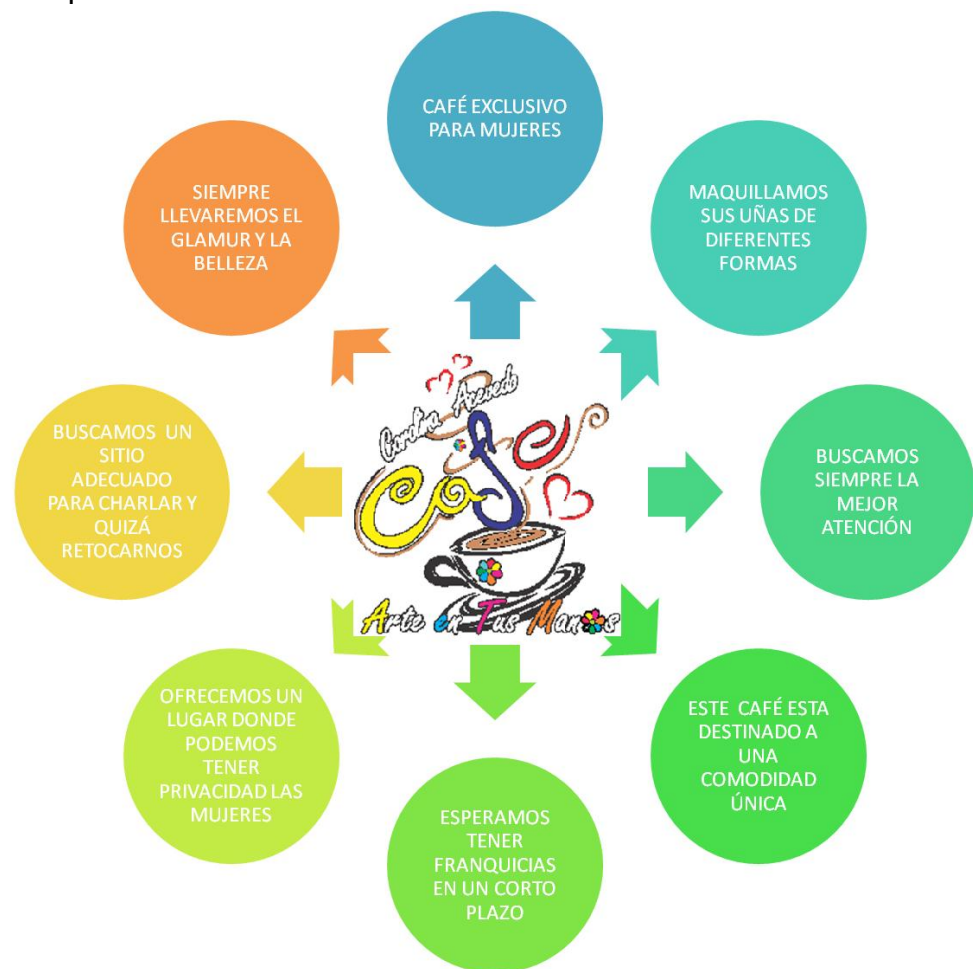 CAFÉ EXCLUSIVO
PARA MUJERES
MAQUILLAMOS
SUS UÑAS DE
DIFERENTES
FORMAS
BUSCAMOS
SIEMPRE LA
MEJOR
ATENCIÓN
ESTE CAFÉ ESTA
DESTINADO A
UNA
COMODIDAD
ÚNICA
ESPERAMOS
TENER
FRANQUICIAS
EN UN CORTO
PLAZO
OFRECEMOS UN
LUGAR DONDE
PODEMOS
TENER
PRIVACIDAD LAS
MUJERES
BUSCAMOS UN
SITIO
ADECUADO
PARA CHARLAR Y
QUIZÁ
RETOCARNOS
SIEMPRE
LLEVAREMOS EL
GLAMUR Y LA
BELLEZA
Acevedo
Cafe
Arte en Tus Manos